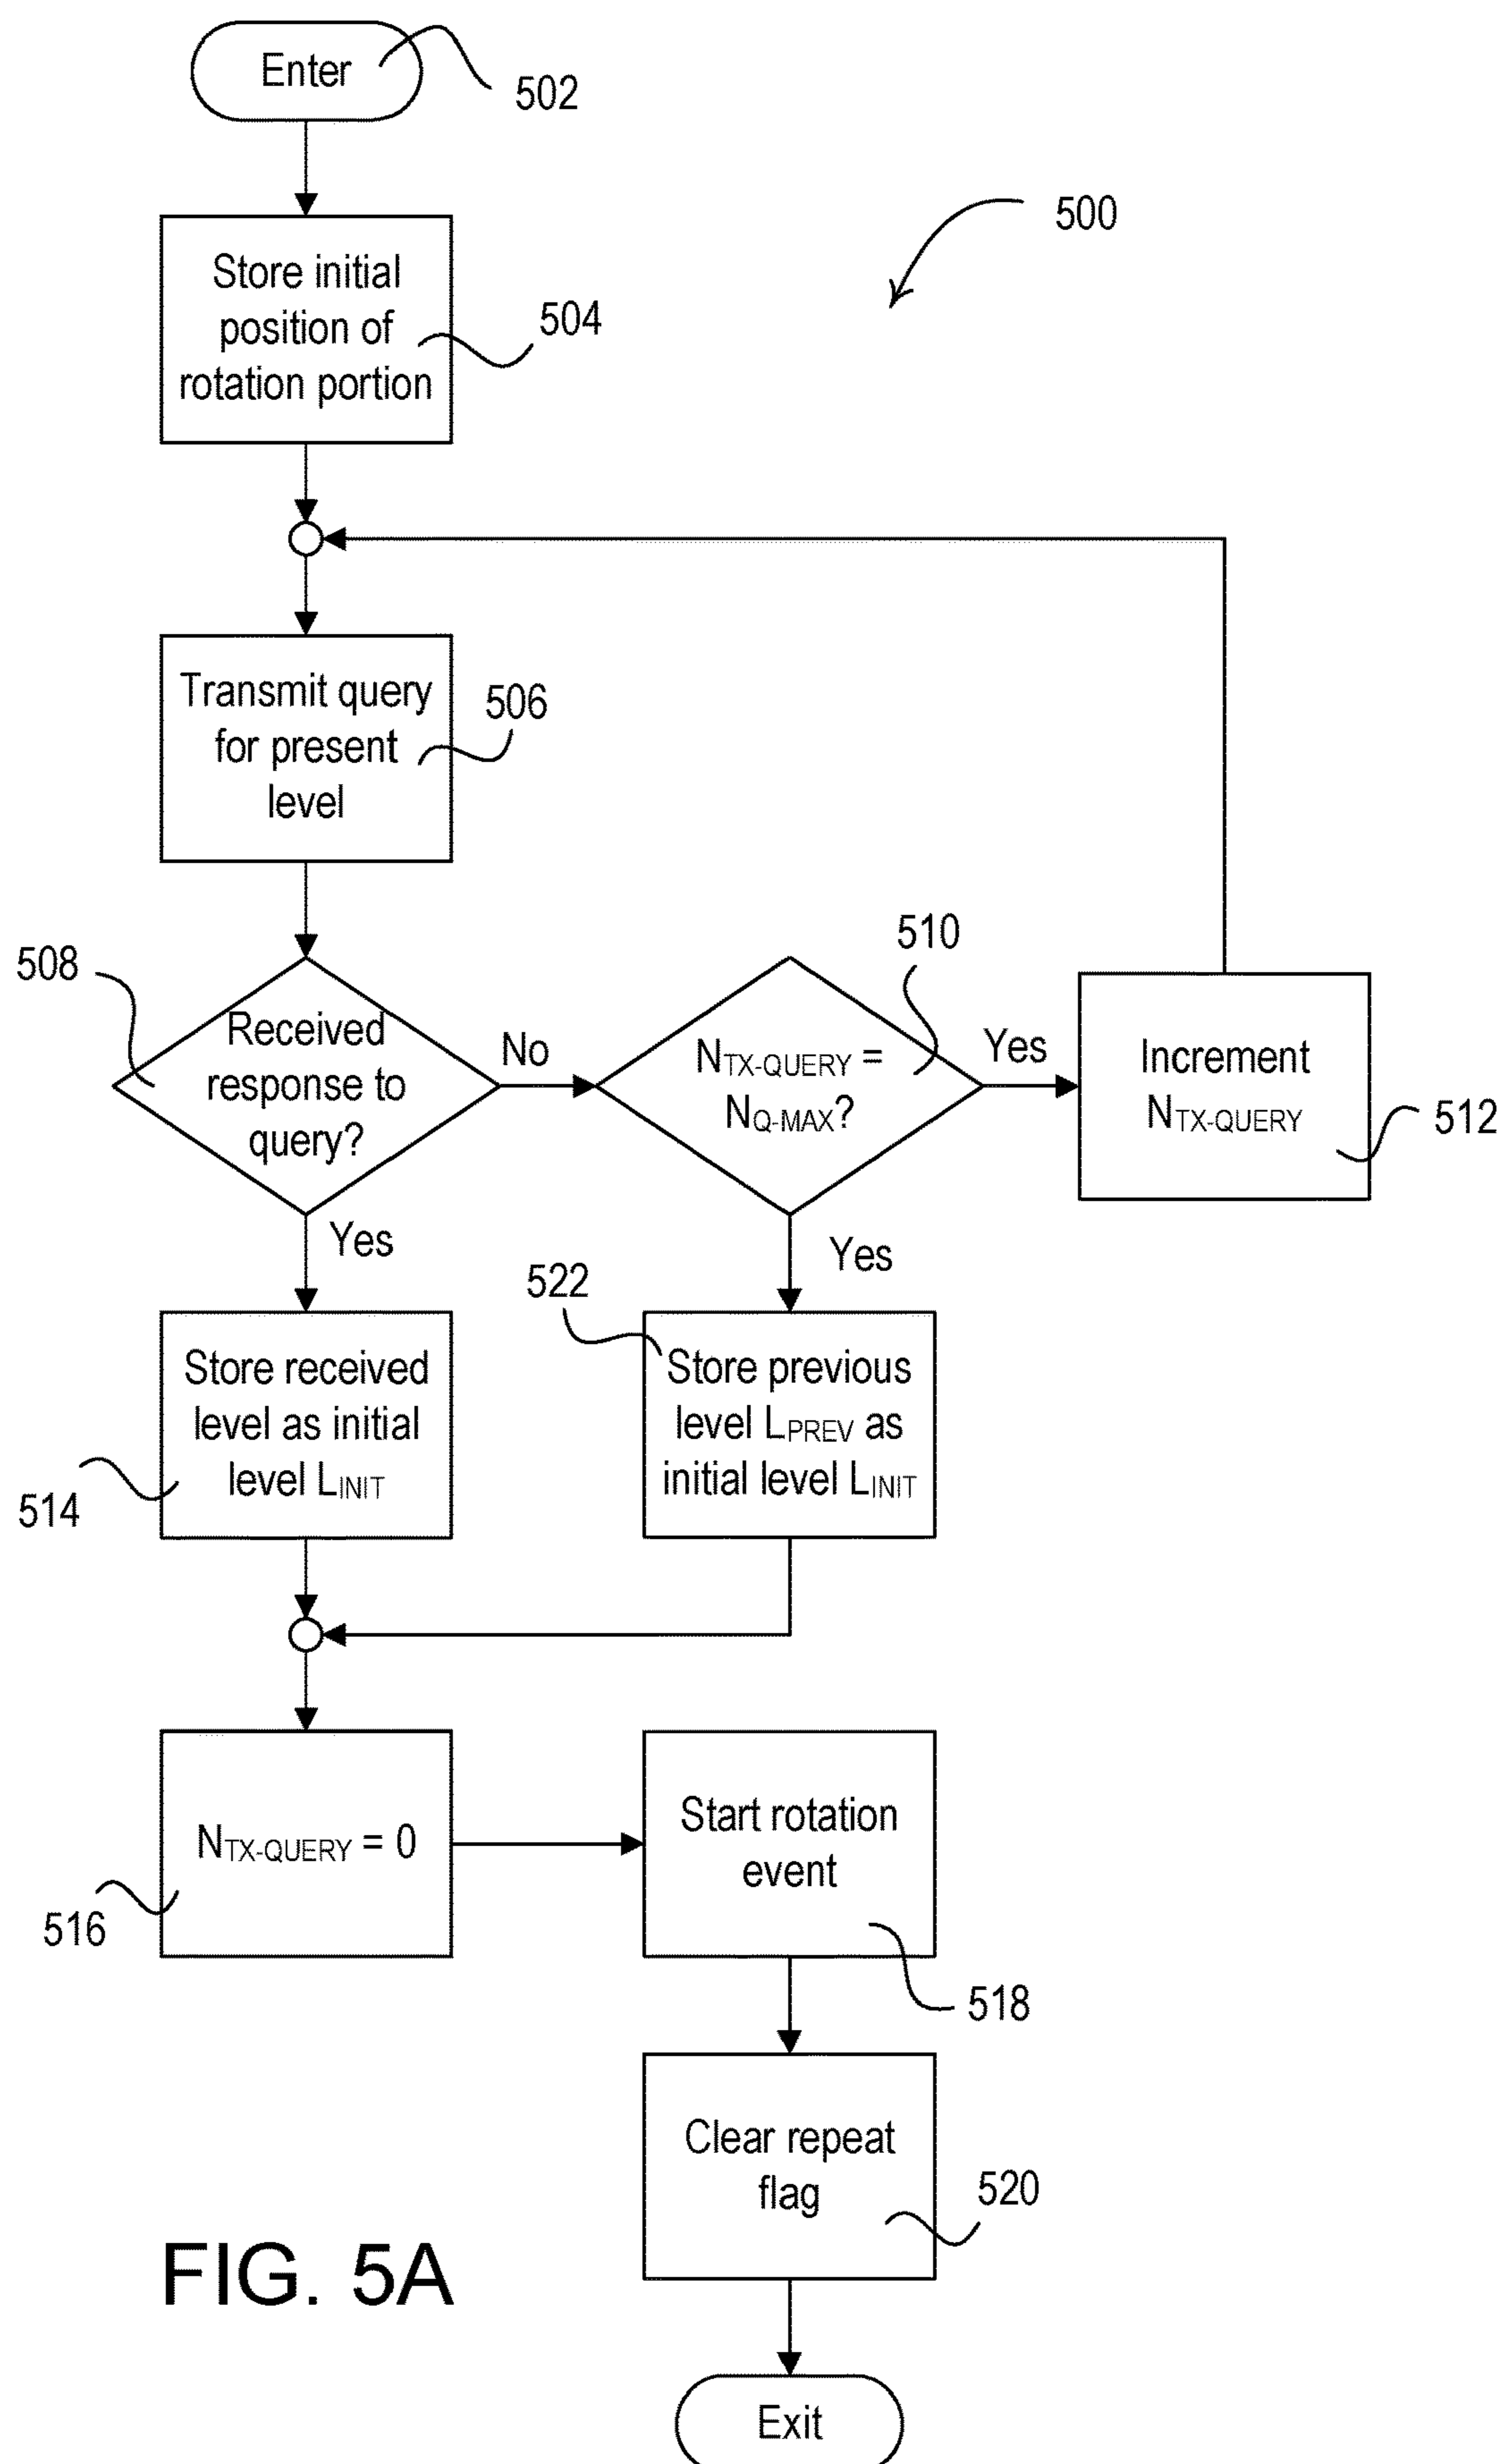 Enter
502
500
Store initial
position of
rotation portion
504
Transmit query
for present
level
506
508
Received
response to
query?
No
510
NTX-QUERY =
NQ-MAX?
Yes
Increment
NTX-QUERY
512
Yes
Yes
522
Store received
level as initial
level LINIT
514
Store previous
level LPREV as
initial level LINIT
NTX-QUERY = 0
516
Start rotation
event
518
Clear repeat
flag
520
FIG. 5A
Exit